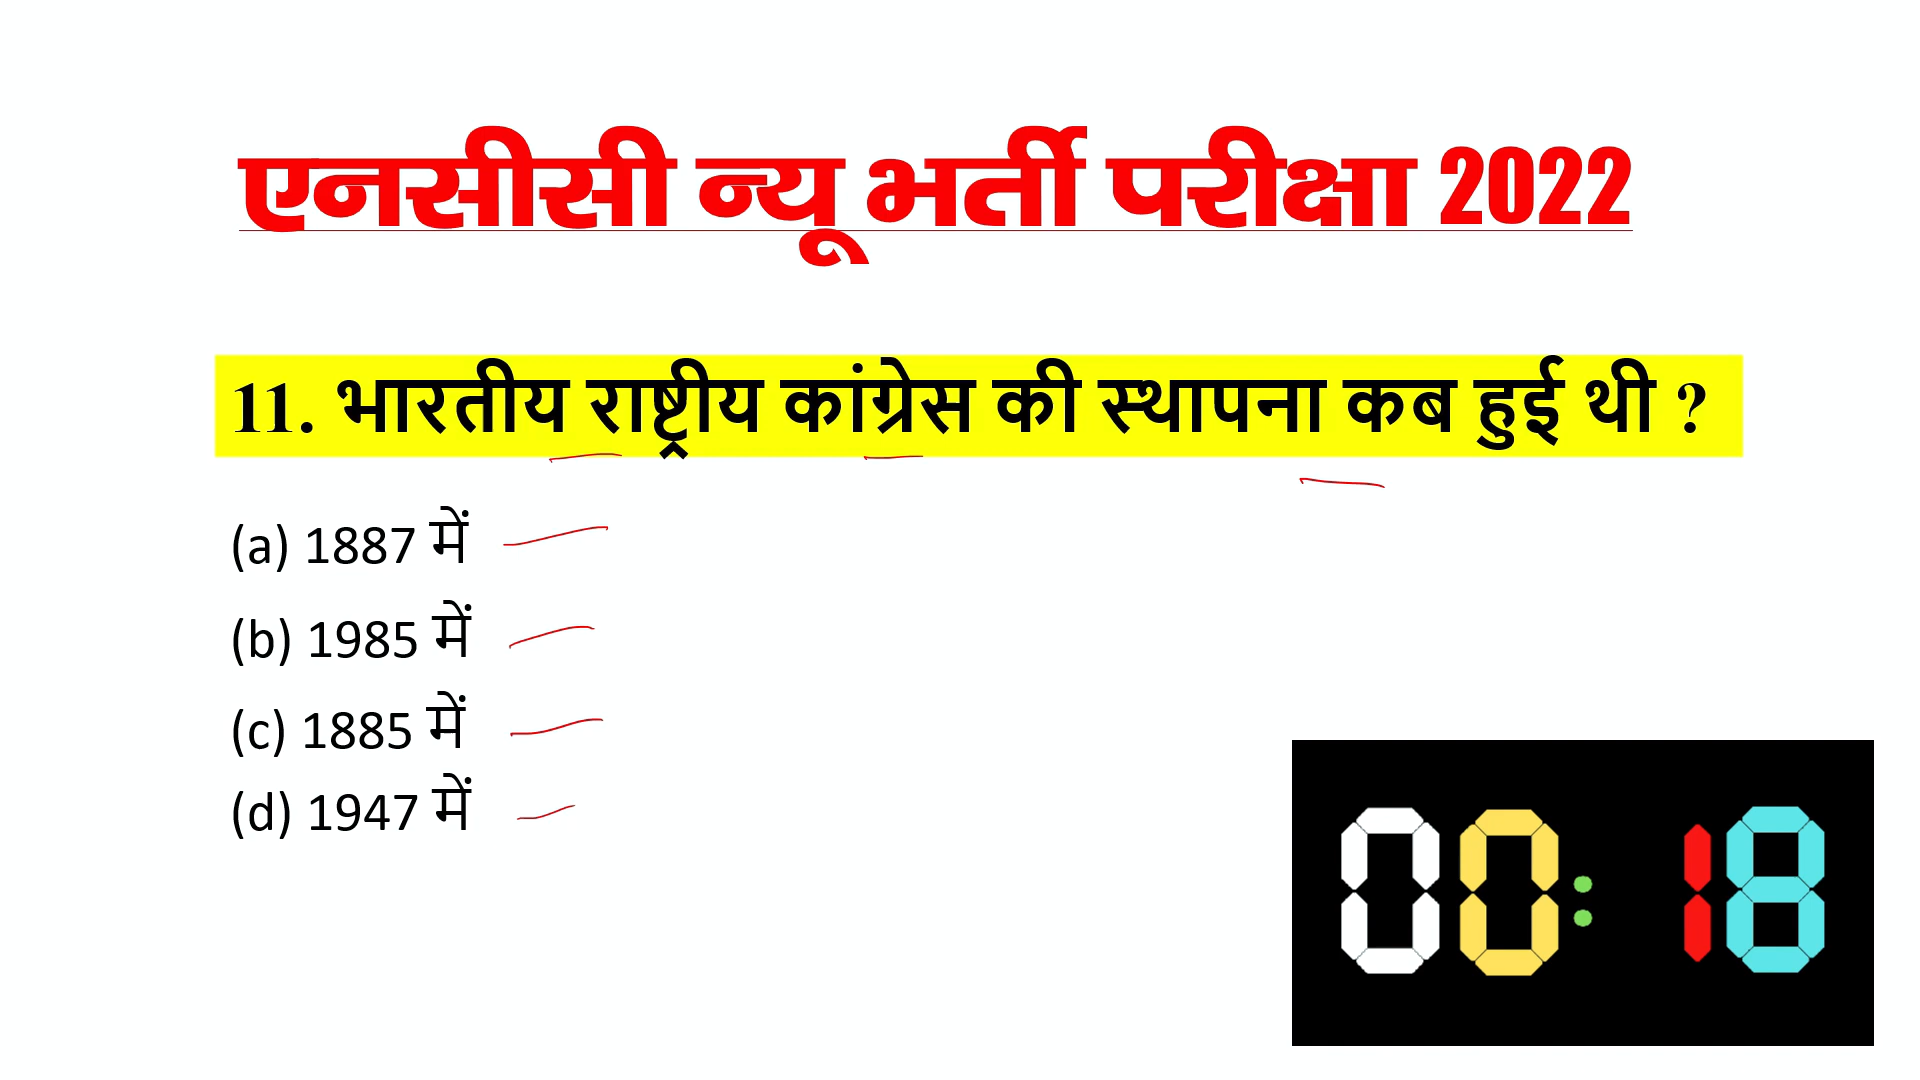 एनसीसी न्यू भर्ती परीक्षा 2022
11. भारतीय राष्ट्रीय कांग्रेस की स्थापना कब हुई थी ?
(a) 1887 में
(b) 1985 में
(c) 1885 में
(d) 1947 में
00:18